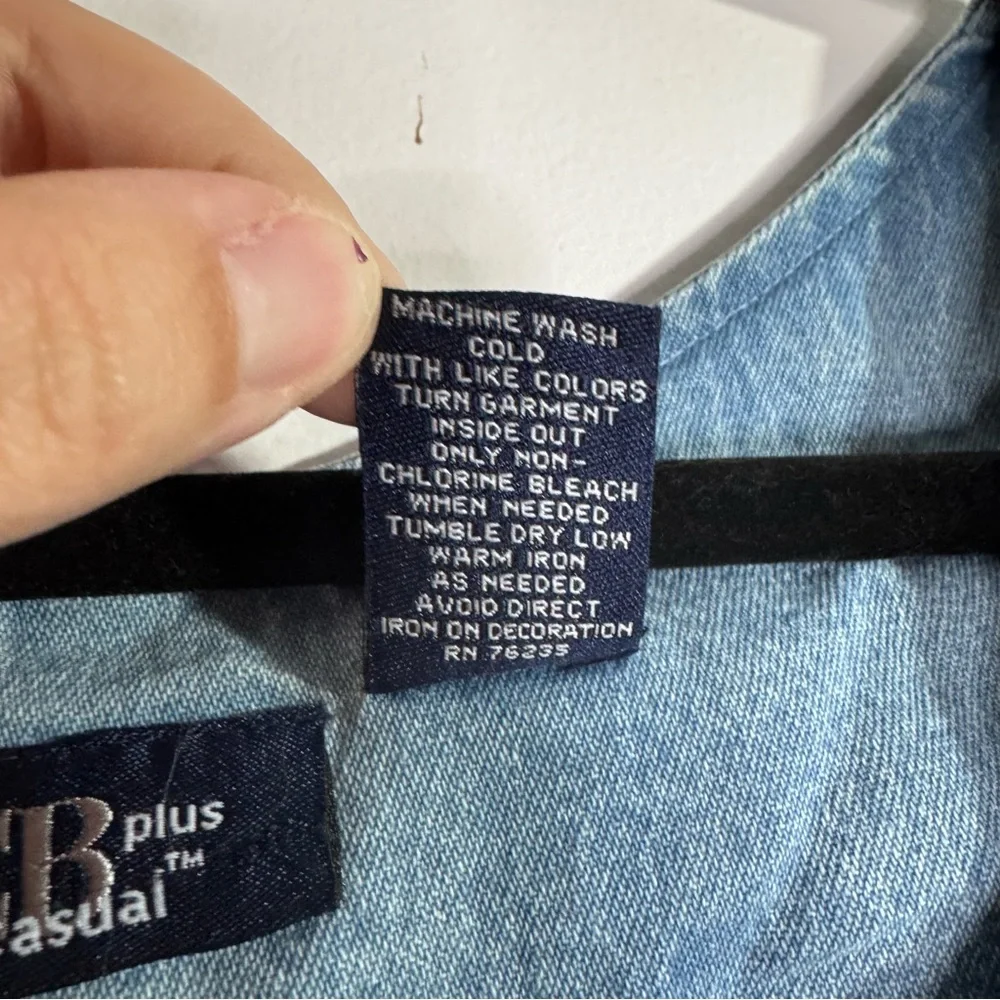 MACHINE WASH
COLD
WITH LIKE COLORS
TURN GARMENT
INSIDE OUT
ONLY NON-
CHLORINE BLEACH
WHEN NEEDED
TUMBLE DRY LOW
WARM IRON
AS NEEDED
AVOID DIRECT
IRON ON DECORATION
RN 76235
B plus
casual™